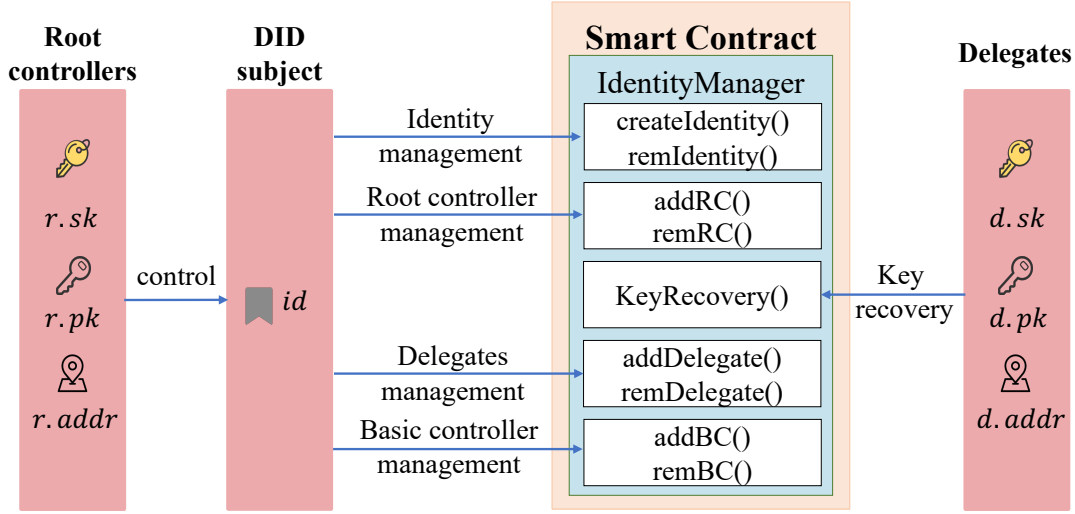 Root
controllers
r.sk
r.pk
r.addr
control
DID
subject
id
Identity
management
Root controller
management
Delegates
management
Basic controller
management
Smart Contract
IdentityManager
createIdentity()
remIdentity()
addRC()
remRC()
KeyRecovery()
addDelegate()
remDelegate()
addBC()
remBC()
Key
recovery
Delegates
d.sk
d.pk
d.addr